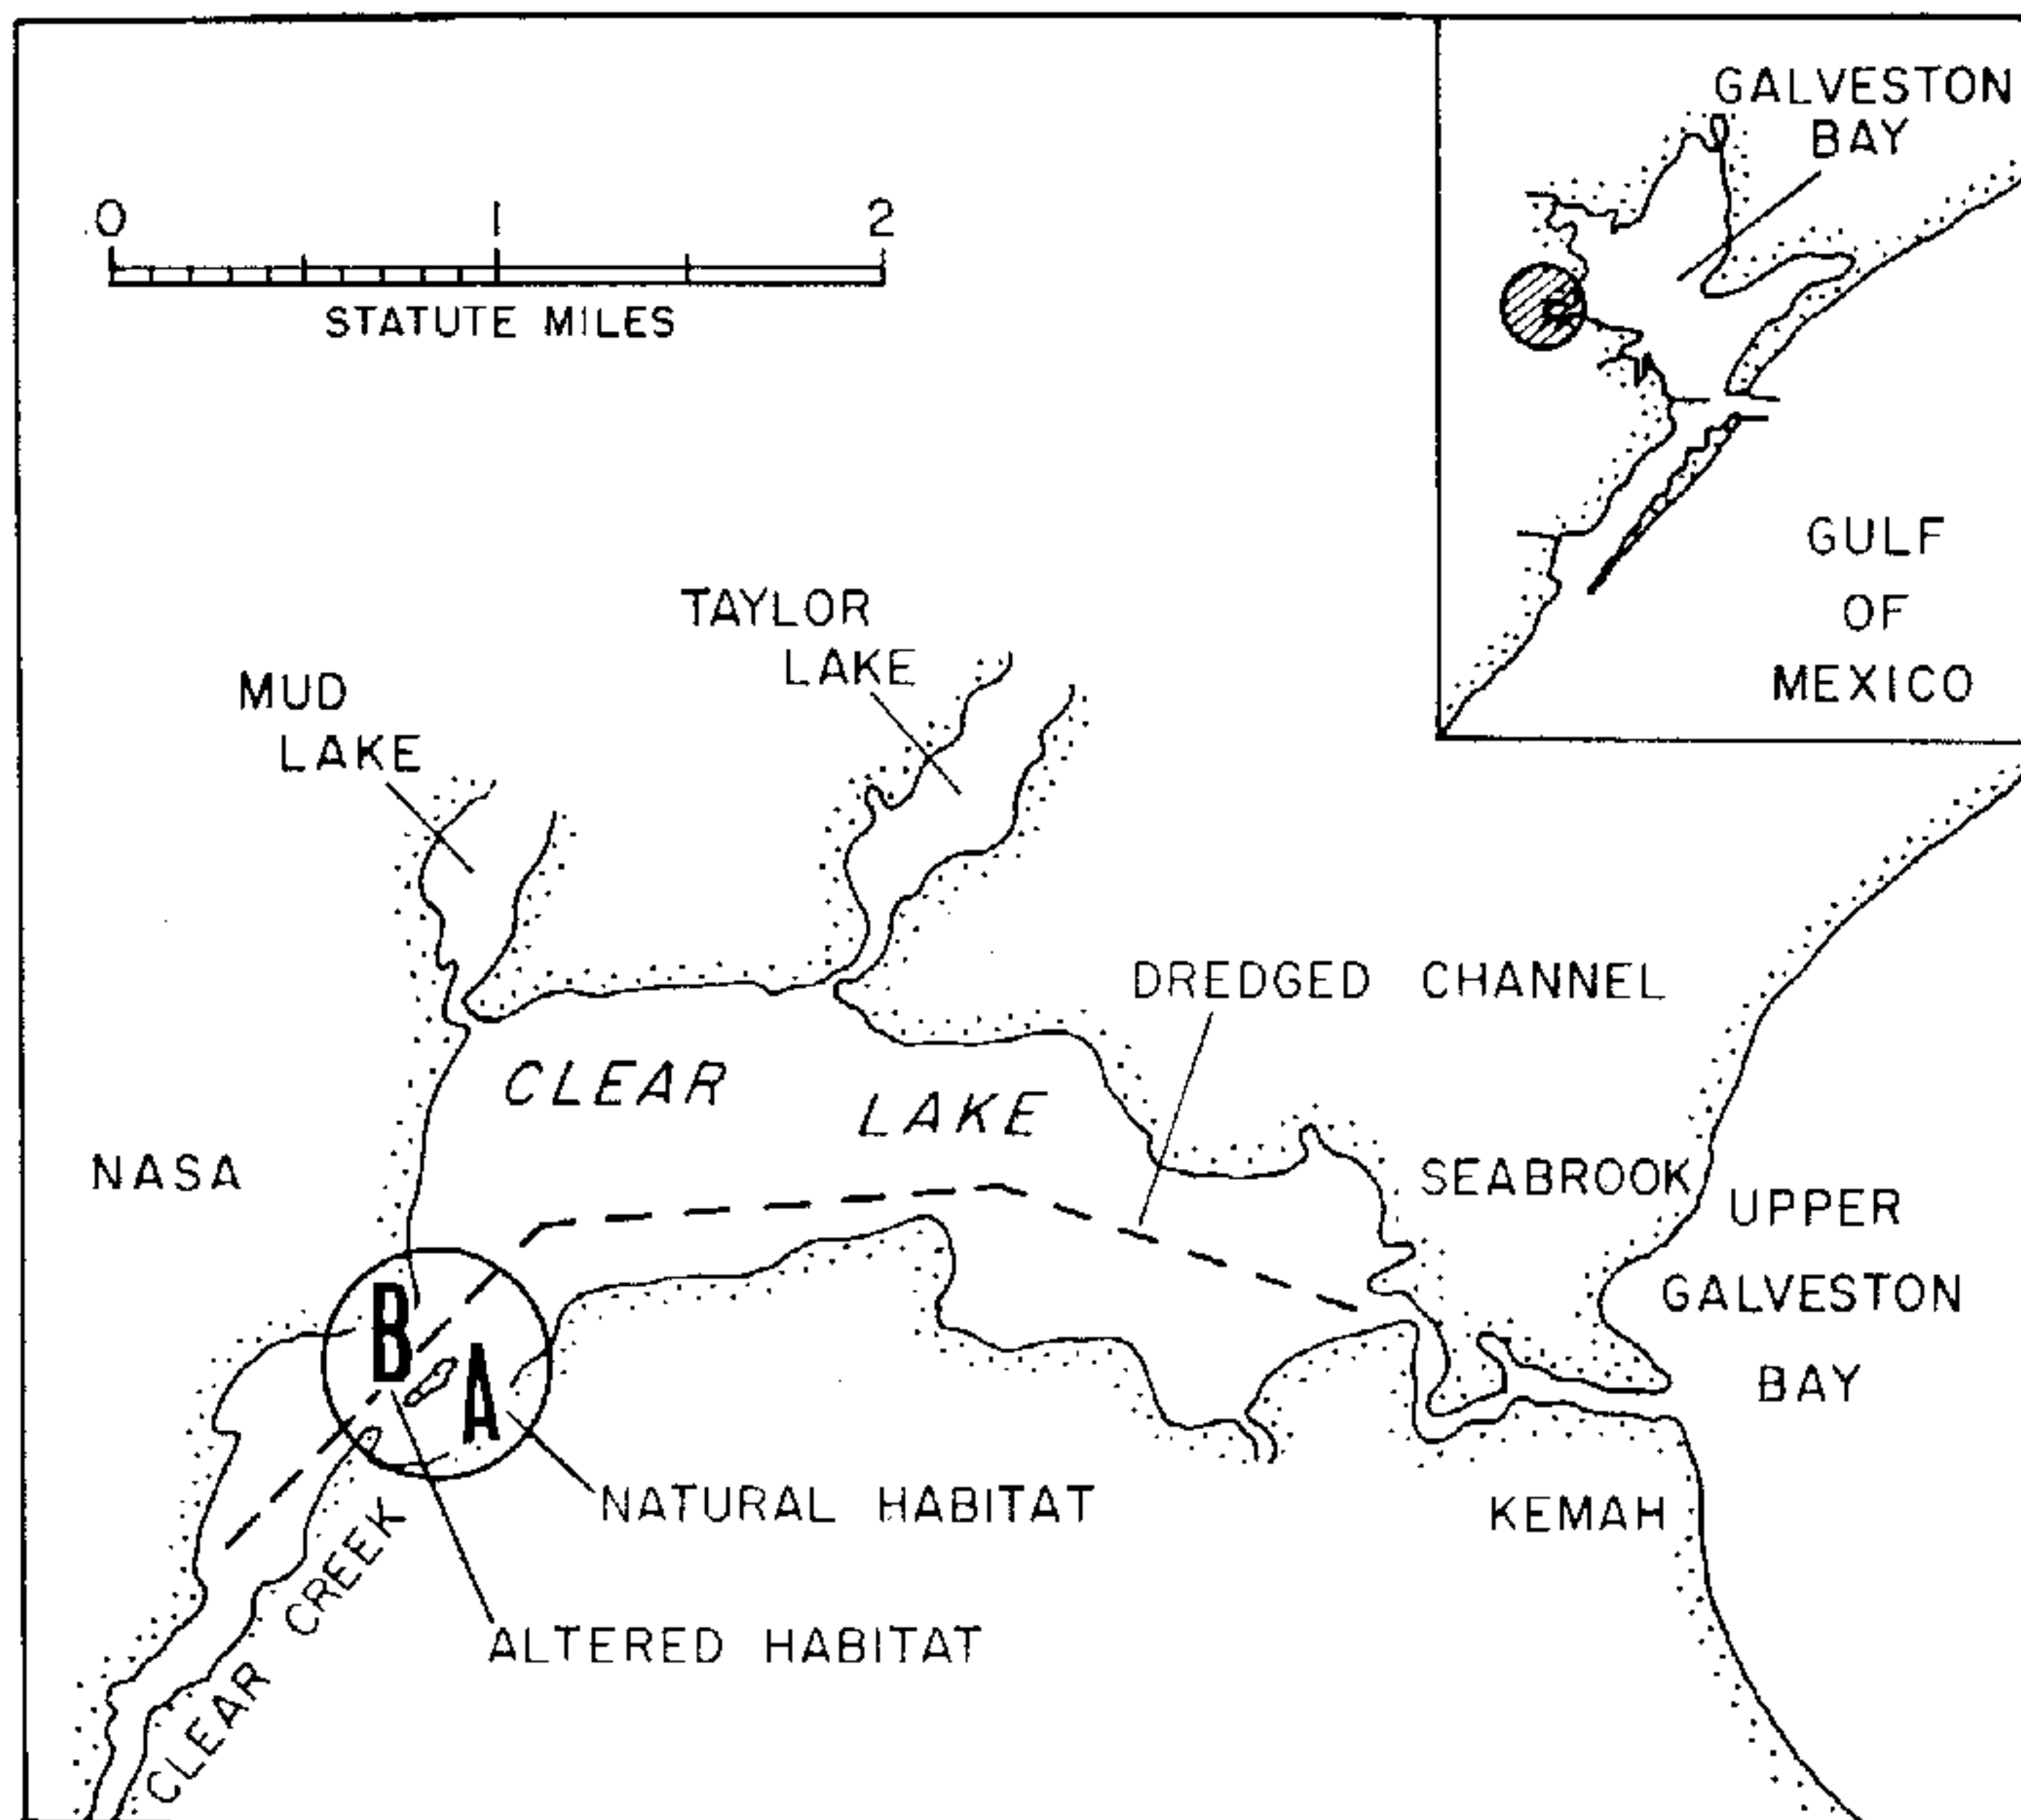 GALVESTON
BAY
0 1 2
STATUTE MILES
GULF
OF
MEXICO
TAYLOR
LAKE
MUD
LAKE
DREDGED CHANNEL
CLEAR
LAKE
NASA
SEABROOK
UPPER
GALVESTON
BAY
B
A
NATURAL HABITAT
KEMAH
ALTERED HABITAT
CLEAR CREEK